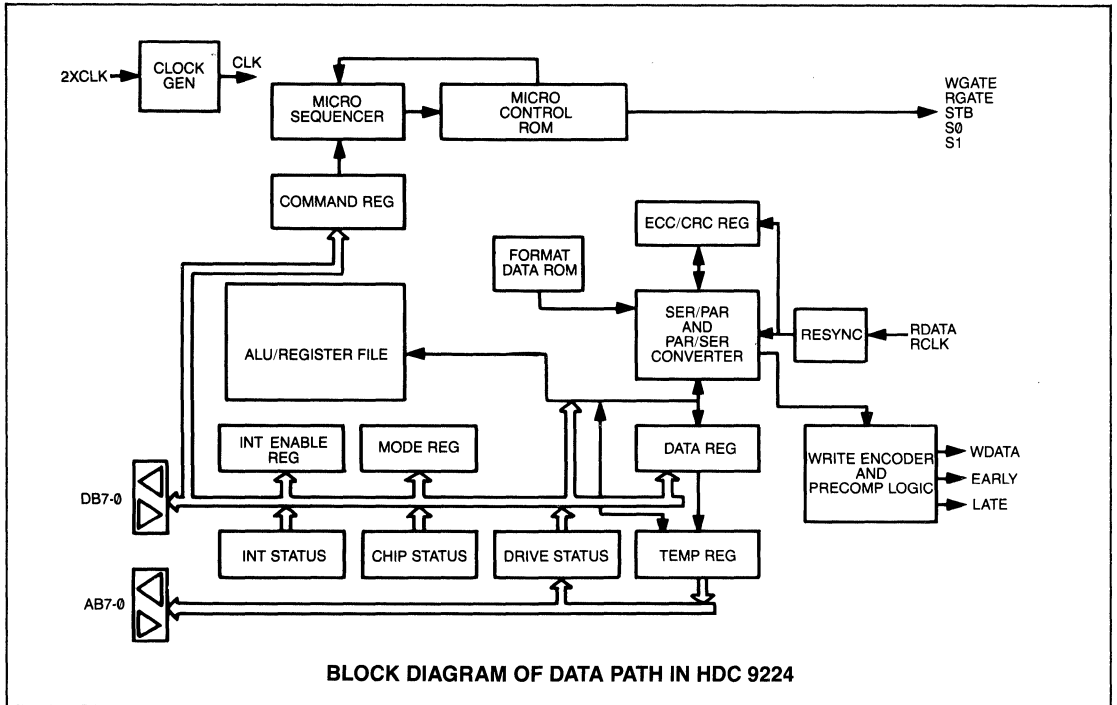 2XCLK
CLOCK
GEN
CLK
MICRO
SEQUENCER
MICRO
CONTROL
ROM
WGATE
RGATE
STB
S0
S1
COMMAND REG
ECC/CRC REG
FORMAT
DATA ROM
SER/PAR
AND
PAR/SER
CONVERTER
RESYNC
RDATA
RCLK
ALU/REGISTER FILE
INT ENABLE
REG
MODE REG
DATA REG
WRITE ENCODER
AND
PRECOMP LOGIC
WDATA
EARLY
LATE
DB7-0
INT STATUS
CHIP STATUS
DRIVE STATUS
TEMP REG
AB7-0
BLOCK DIAGRAM OF DATA PATH IN HDC 9224